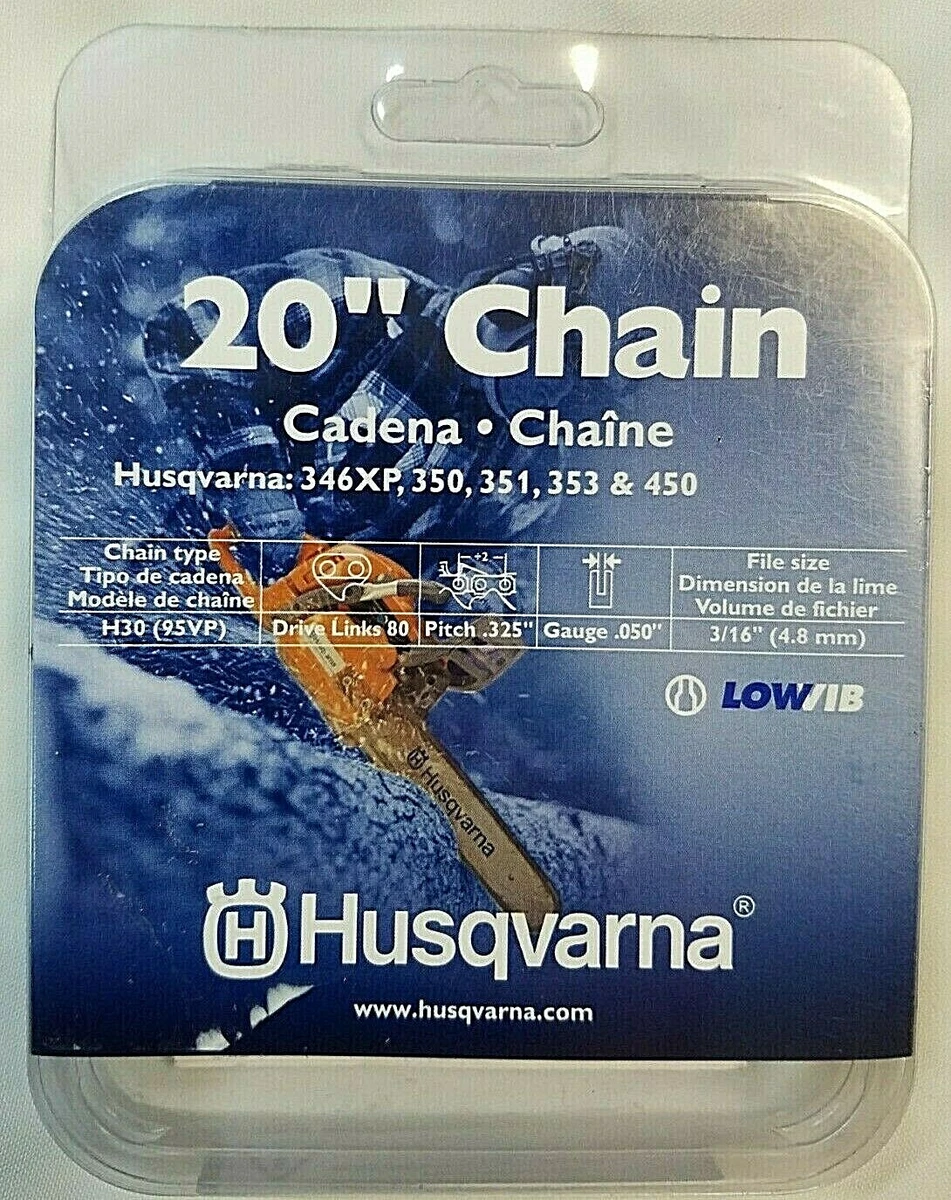 20" Chain
Cadena • Chaîne
Husqvarna: 346XP, 350, 351, 353 & 450
Chain type
Tipo de cadena
Modèle de chaîne
+2
File size
Dimension de la lime
Volume de fichier
H30 (95VP) Drive Links 80 Pitch .325" Gauge .050" 3/16" (4.8 mm)
LOWVIB
H Husqvarna
H Husqvarna®
www.husqvarna.com